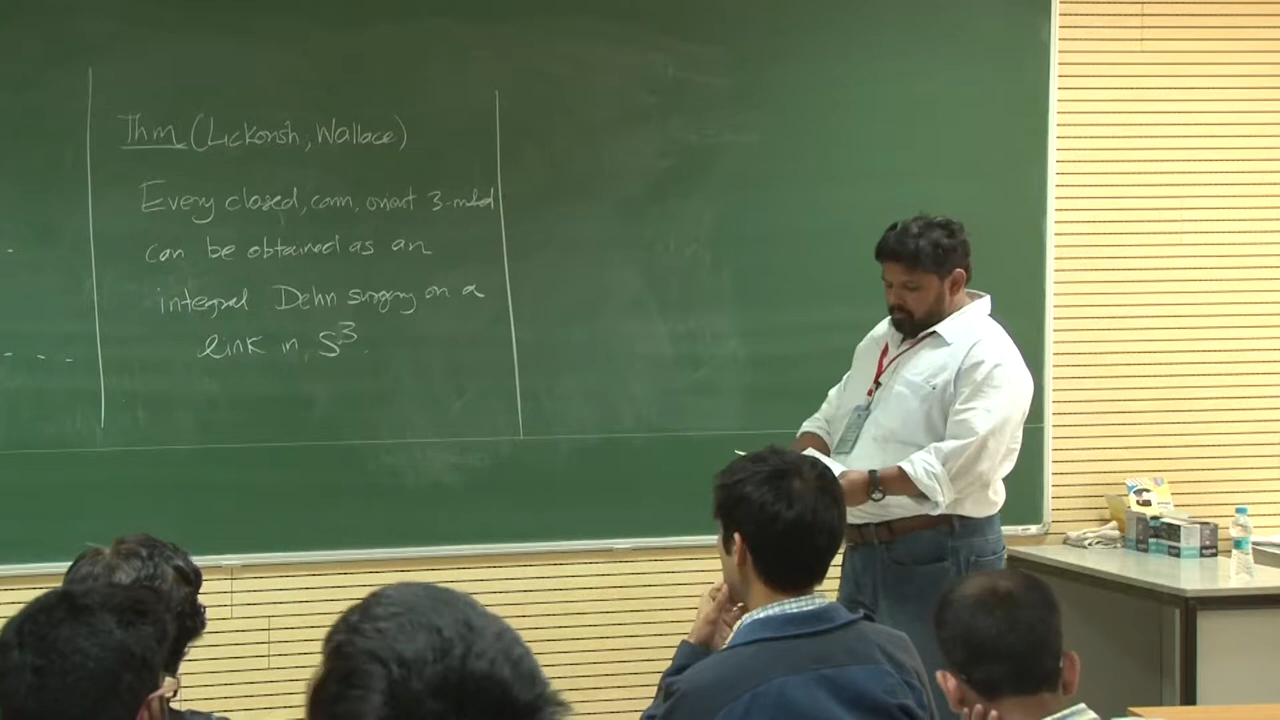 Thm (Lickorish, Wallace)
Every closed, conn, orient 3-mfd
can be obtained as an
integral Dehn surgery on a
link in S³.